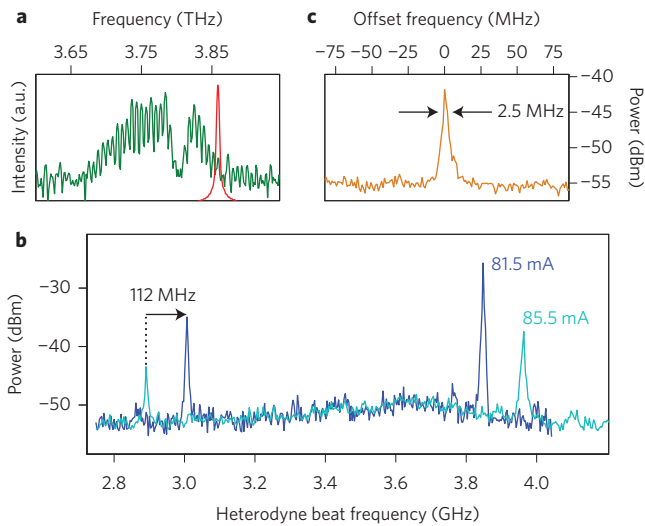 a
Frequency (THz)
3.65 3.75 3.85
Intensity (a.u.)
c
Offset frequency (MHz)
−75 −50 −25 0 25 50 75
2.5 MHz
−40
−45
−50
−55
Power (dBm)
b
−30
−40
−50
Power (dBm)
112 MHz
81.5 mA
85.5 mA
2.8 3.0 3.2 3.4 3.6 3.8 4.0
Heterodyne beat frequency (GHz)